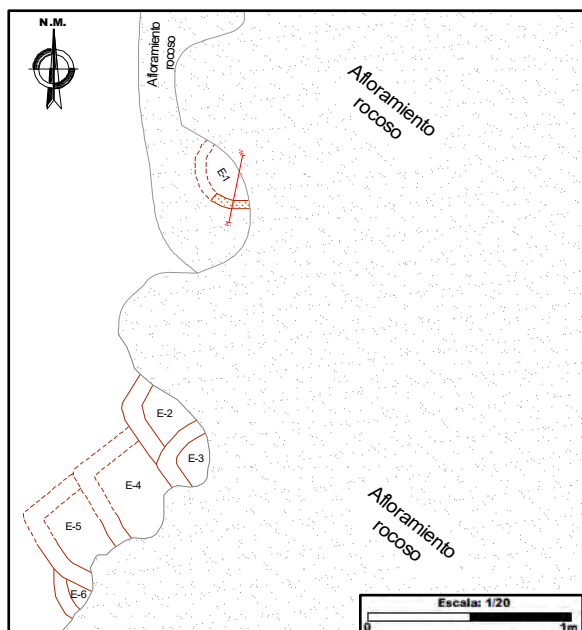 N.M.
Afloramiento
rocoso
Afloramiento
rocoso
E-1
E-2
E-3
E-4
E-5
E-6
Afloramiento
rocoso
Escala: 1/20
0 1m